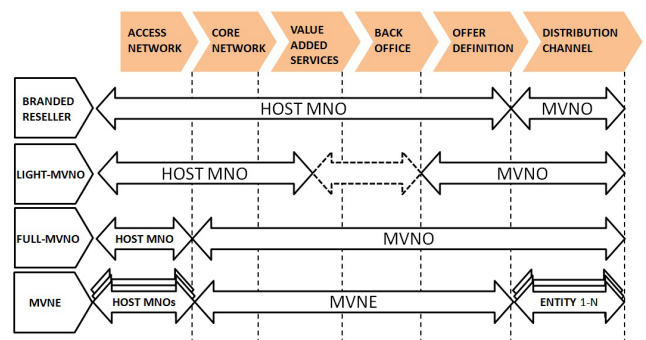 ACCESS
NETWORK
CORE
NETWORK
VALUE
ADDED
SERVICES
BACK
OFFICE
OFFER
DEFINITION
DISTRIBUTION
CHANNEL
BRANDED
RESELLER
HOST MNO
MVNO
LIGHT-MVNO
HOST MNO
MVNO
FULL-MVNO
HOST MNO
MVNO
MVNE
HOST MNOs
MVNE
ENTITY 1-N